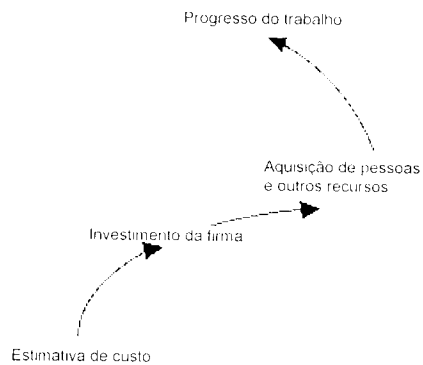 Progresso do trabalho
Aquisição de pessoas
e outros recursos
Investimento da firma
Estimativa de custo